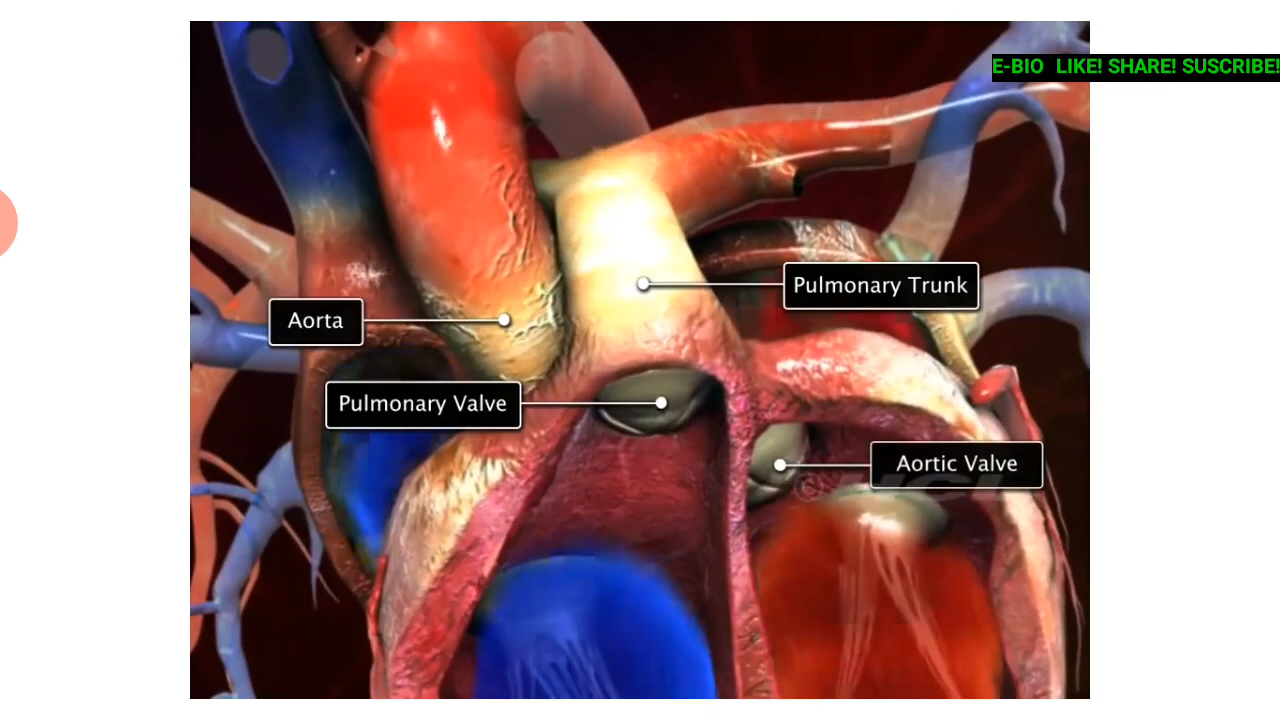 E-BIO LIKE! SHARE! SUSCRIBE!
Pulmonary Trunk
Aorta
Pulmonary Valve
Aortic Valve